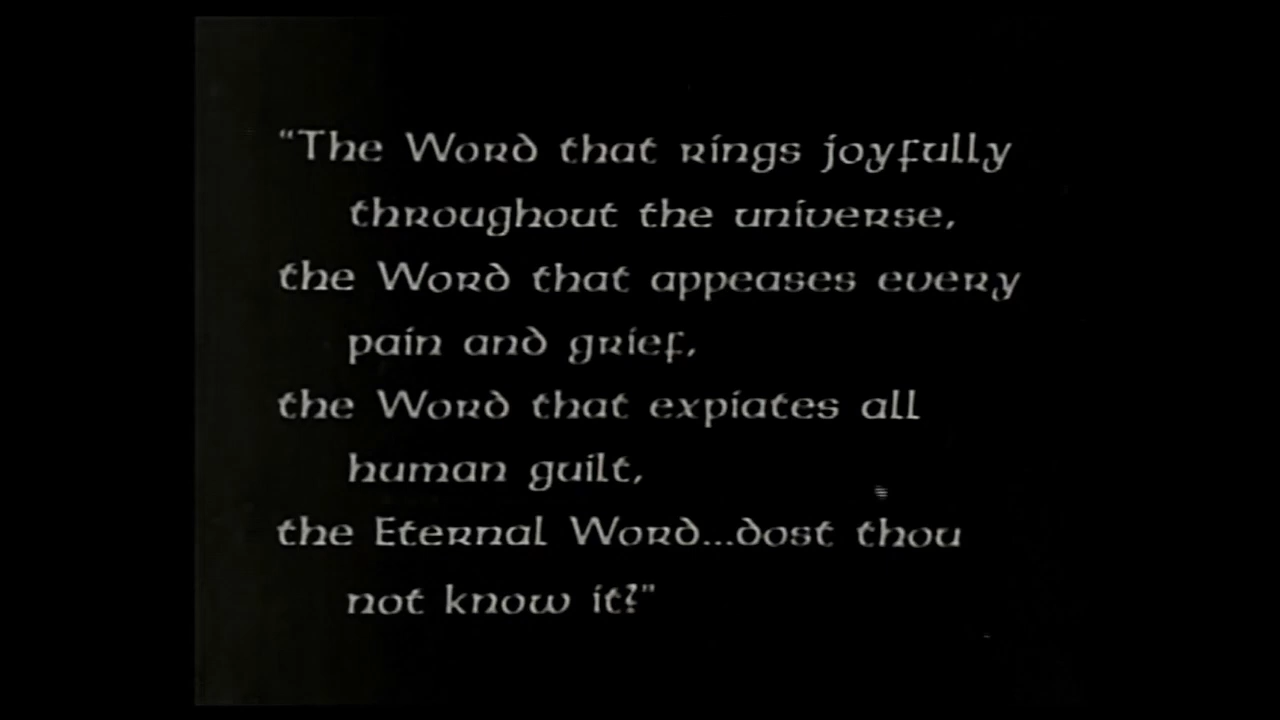 “The Word that rings joyfully
throughout the universe,
the Word that appeases every
pain and grief,
the Word that expiates all
human guilt,
the Eternal Word...dost thou
not know it?"